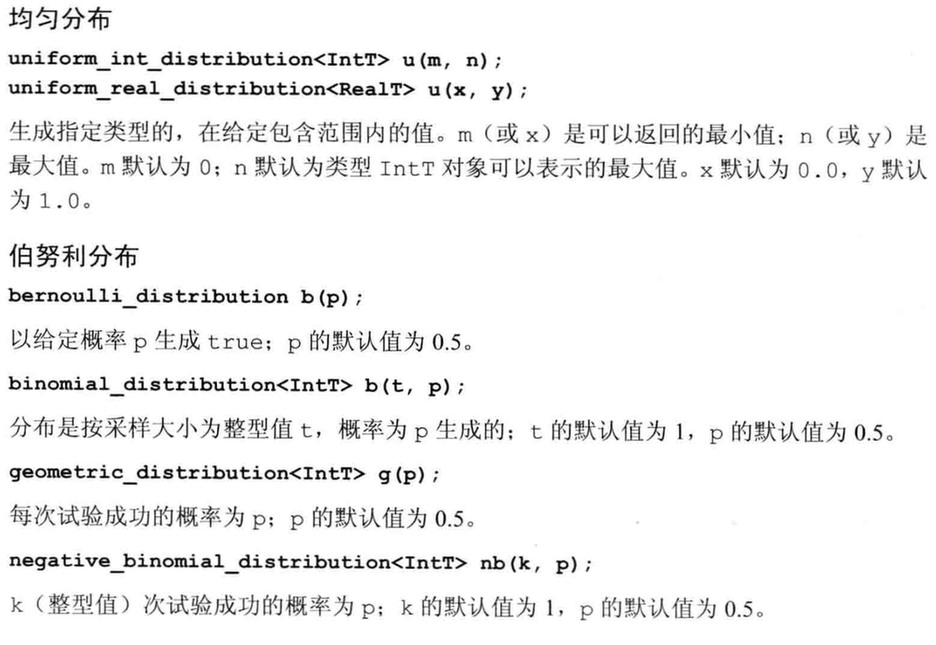 均匀分布
uniform_int_distribution<IntT> u(m, n);
uniform_real_distribution<RealT> u(x, y);
生成指定类型的，在给定包含范围内的值。m（或 x）是可以返回的最小值；n（或 y）是
最大值。m 默认为 0；n 默认为类型 IntT 对象可以表示的最大值。x 默认为 0.0，y 默认
为 1.0。
伯努利分布
bernoulli_distribution b(p);
以给定概率 p 生成 true；p 的默认值为 0.5。
binomial_distribution<IntT> b(t, p);
分布是按采样大小为整型值 t，概率为 p 生成的；t 的默认值为 1，p 的默认值为 0.5。
geometric_distribution<IntT> g(p);
每次试验成功的概率为 p；p 的默认值为 0.5。
negative_binomial_distribution<IntT> nb(k, p);
k（整型值）次试验成功的概率为 p；k 的默认值为 1，p 的默认值为 0.5。